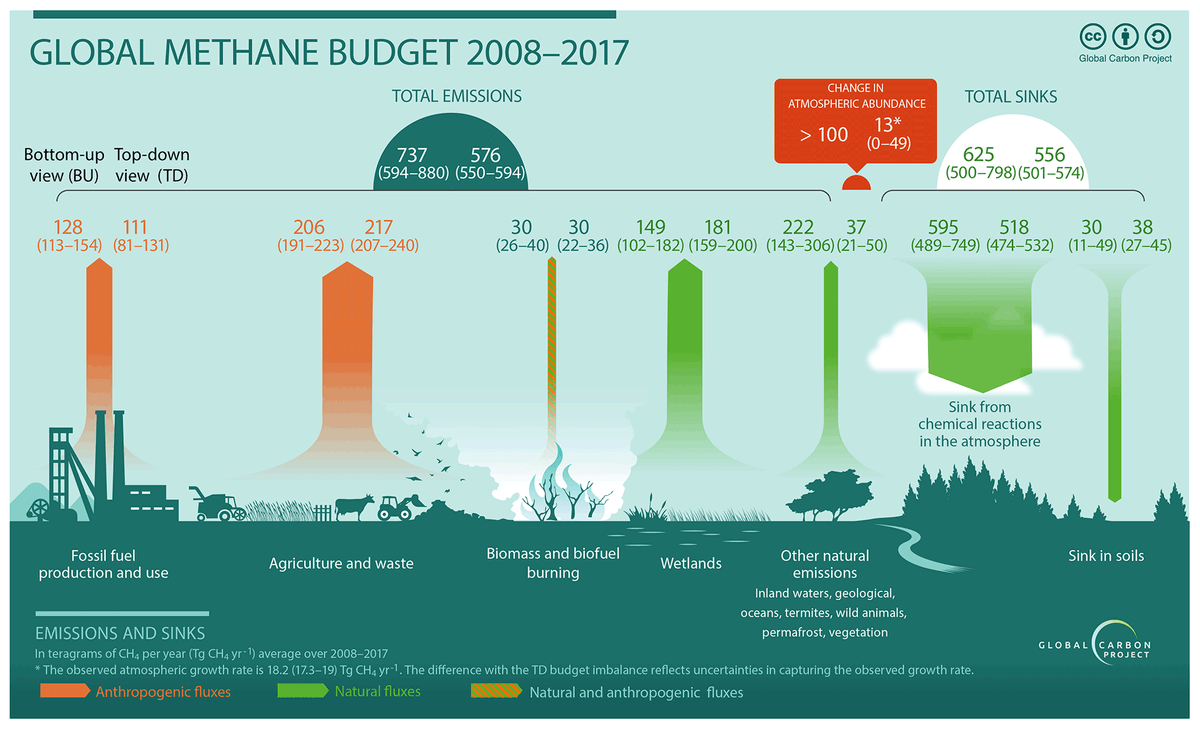 GLOBAL METHANE BUDGET 2008–2017
cc
Global Carbon Project
TOTAL EMISSIONS
737
(594–880)
576
(550–594)
CHANGE IN
ATMOSPHERIC ABUNDANCE
> 100
13*
(0–49)
TOTAL SINKS
625
(500–798)
556
(501–574)
Bottom-up
view (BU)
Top-down
view (TD)
128
(113–154)
111
(81–131)
206
(191–223)
217
(207–240)
30
(26–40)
30
(22–36)
149
(102–182)
181
(159–200)
222
(143–306)
37
(21–50)
595
(489–749)
518
(474–532)
30
(11–49)
38
(27–45)
Sink from
chemical reactions
in the atmosphere
Fossil fuel
production and use
Agriculture and waste
Biomass and biofuel
burning
Wetlands
Other natural
emissions
Inland waters, geological,
oceans, termites, wild animals,
permafrost, vegetation
Sink in soils
EMISSIONS AND SINKS
In teragrams of CH₄ per year (Tg CH₄ yr⁻¹) average over 2008–2017
* The observed atmospheric growth rate is 18.2 (17.3–19) Tg CH₄ yr⁻¹. The difference with the TD budget imbalance reflects uncertainties in capturing the observed growth rate.
Anthropogenic fluxes
Natural fluxes
Natural and anthropogenic fluxes
GLOBAL CARBON
PROJECT